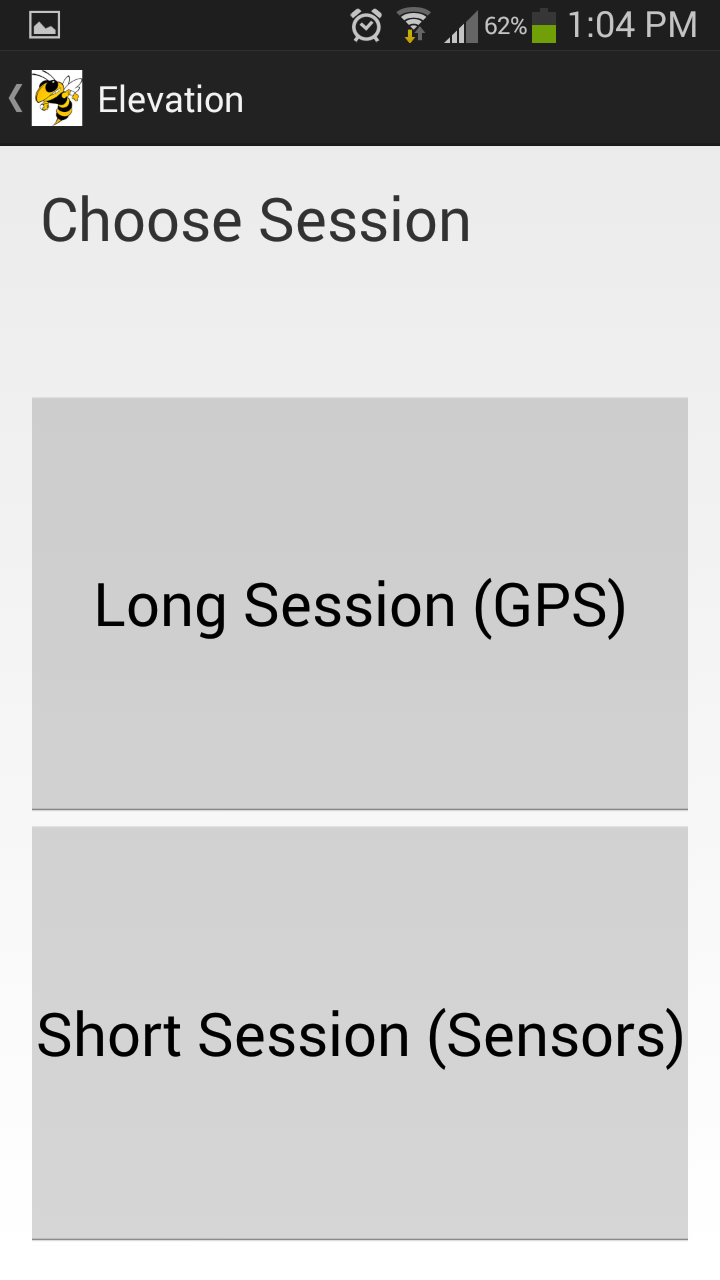 62% 1:04 PM
Elevation
Choose Session
Long Session (GPS)
Short Session (Sensors)